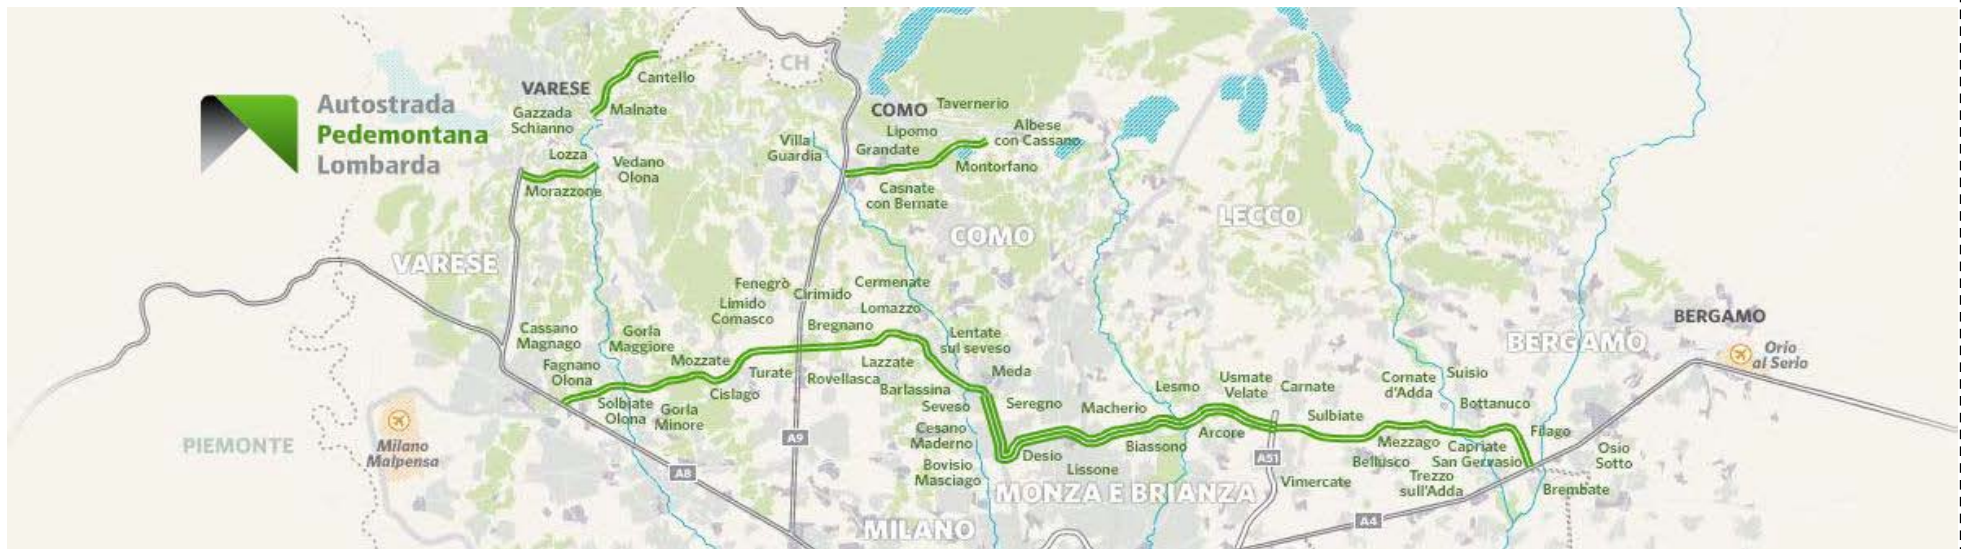 Autostrada
Pedemontana
Lombarda
VARESE
Cantello
Gazzada
Schianno
Malnate
Lozza
Vedano
Olona
Morazzone
CH
COMO
Tavernerio
Villa
Guardia
Lipomo
Grandate
Albese
con Cassano
Montorfano
Casnate
con Bernate
COMO
LECCO
VARESE
Fenegrò
Cirimido
Cermenate
Limido
Comasco
Lomazzo
Bregnano
Cassano
Magnago
Gorla
Maggiore
Mozzate
Fagnano
Olona
Turate
Rovellasca
Lazzate
Lentate
sul seveso
Meda
Barlassina
Cislago
Solbiate
Olona
Gorla
Minore
Seveso
Seregno
Cesano
Maderno
Macherio
Lesmo
Usmate
Velate
Carnate
Cornate
d'Adda
Suisio
Bottanuco
Sulbiate
Filago
Biassono
Arcore
Mezzago
Capriate
San Gervasio
Desio
Lissone
Bovisio
Masciago
Bellusco
Trezzo
sull'Adda
Vimercate
Osio
Sotto
Brembate
BERGAMO
BERGAMO
Orio
al Serio
PIEMONTE
Milano
Malpensa
A8
A9
A51
A4
MONZA E BRIANZA
MILANO